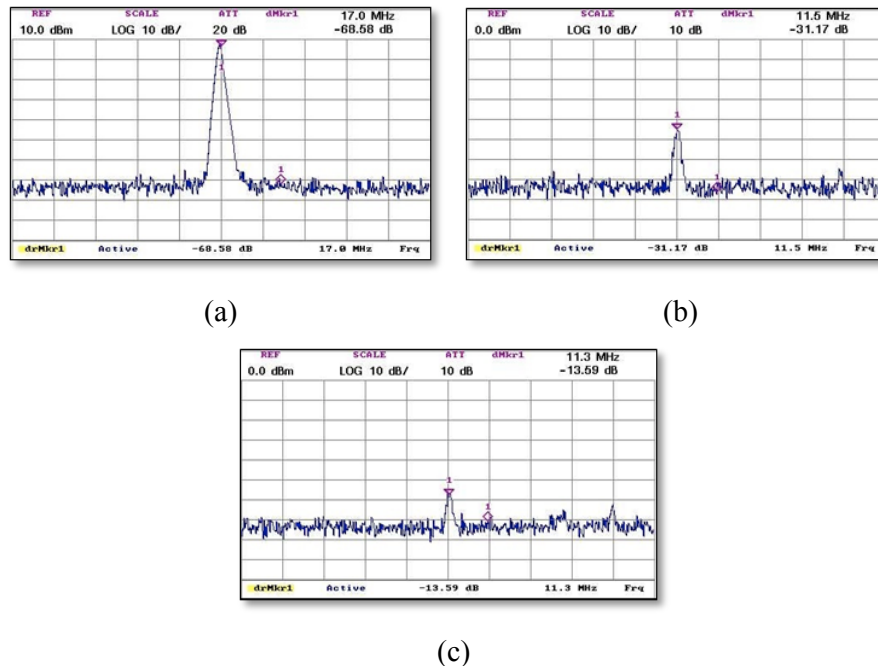 REF SCALE ATT dMkr1 17.0 MHz
10.0 dBm LOG 10 dB/ 20 dB -68.58 dB
1
1
drMkr1 Active -68.58 dB 17.0 MHz Frq
(a)
REF SCALE ATT dMkr1 11.5 MHz
0.0 dBm LOG 10 dB/ 10 dB -31.17 dB
1
1
drMkr1 Active -31.17 dB 11.5 MHz Frq
(b)
REF SCALE ATT dMkr1 11.3 MHz
0.0 dBm LOG 10 dB/ 10 dB -13.59 dB
1
1
drMkr1 Active -13.59 dB 11.3 MHz Frq
(c)